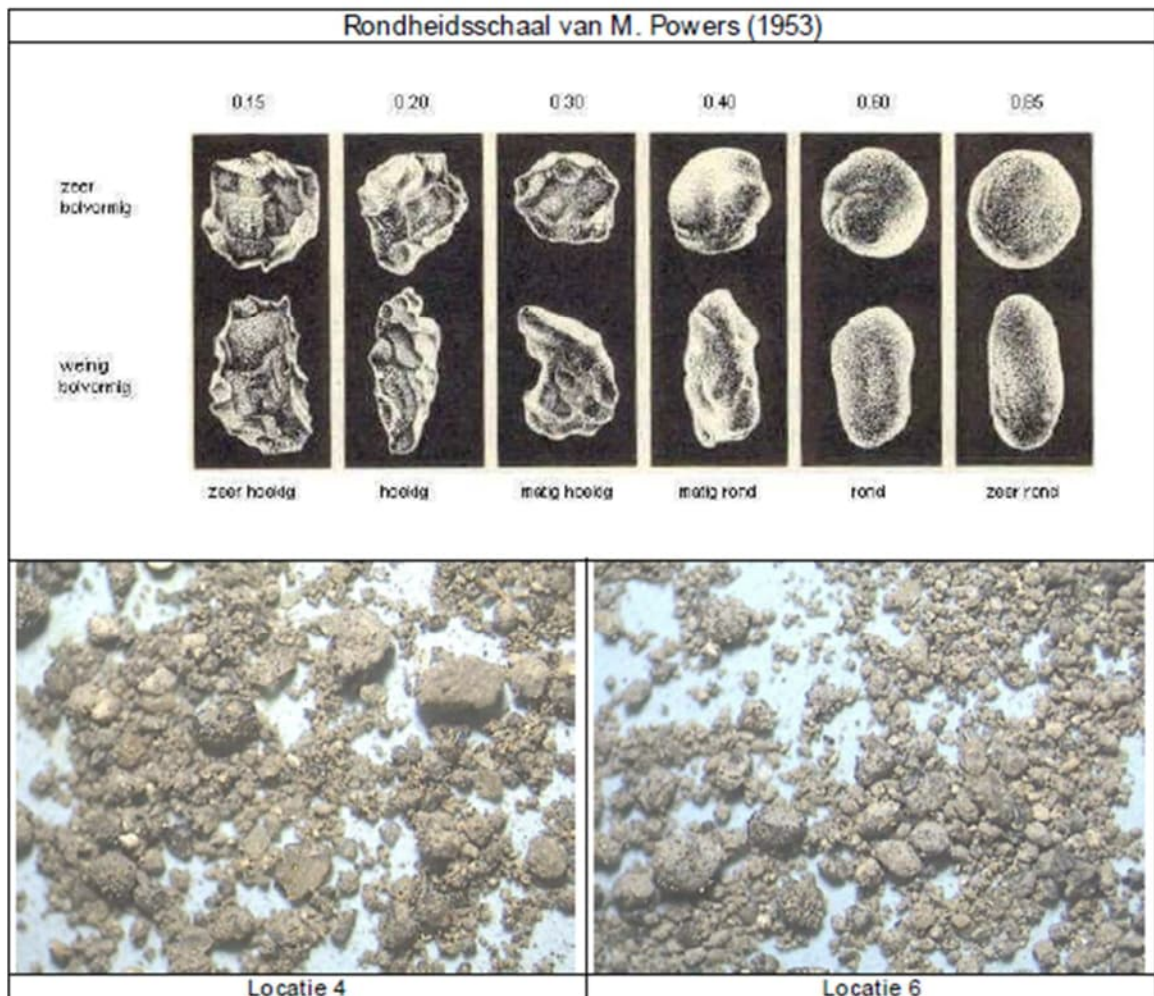 Rondheidsschaal van M. Powers (1953)
0.15 0.20 0.30 0.40 0.60 0.85
zeer
bolvormig
weinig
bolvormig
zeer hoekig hoekig matig hoekig matig rond rond zeer rond
Locatie 4 Locatie 6